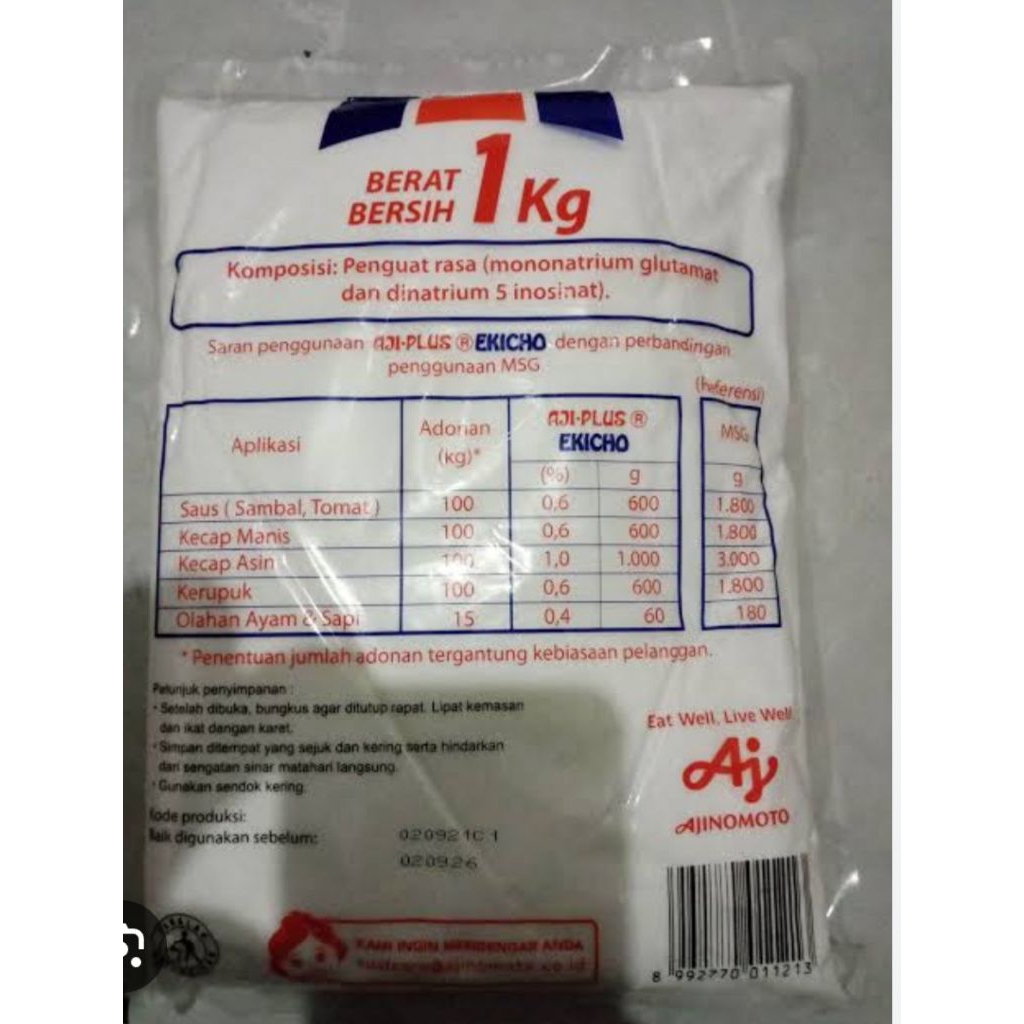 BERAT BERSIH 1 Kg
Komposisi: Penguat rasa (mononatrium glutamat
dan dinatrium 5 inosinat).
Saran penggunaan AJI-PLUS ® EKICHO dengan perbandingan
penggunaan MSG
(Referensi)
Aplikasi Adonan (kg)* AJI-PLUS ® EKICHO MSG
(%) g g
Saus ( Sambal, Tomat ) 100 0,6 600 1.800
Kecap Manis 100 0,6 600 1.800
Kecap Asin 100 1,0 1.000 3.000
Kerupuk 100 0,6 600 1.800
Olahan Ayam & Sapi 15 0,4 60 180
* Penentuan jumlah adonan tergantung kebiasaan pelanggan.
Petunjuk penyimpanan :
• Setelah dibuka, bungkus agar ditutup rapat. Lipat kemasan
dan ikat dengan karet.
• Simpan ditempat yang sejuk dan kering serta hindarkan
dari sengatan sinar matahari langsung.
• Gunakan sendok kering.
Kode produksi:
Baik digunakan sebelum:
020921C1
020926
Eat Well, Live Well
Aj
AJINOMOTO
KAMI INGIN MENDENGAR ANDA
8 992770 011213